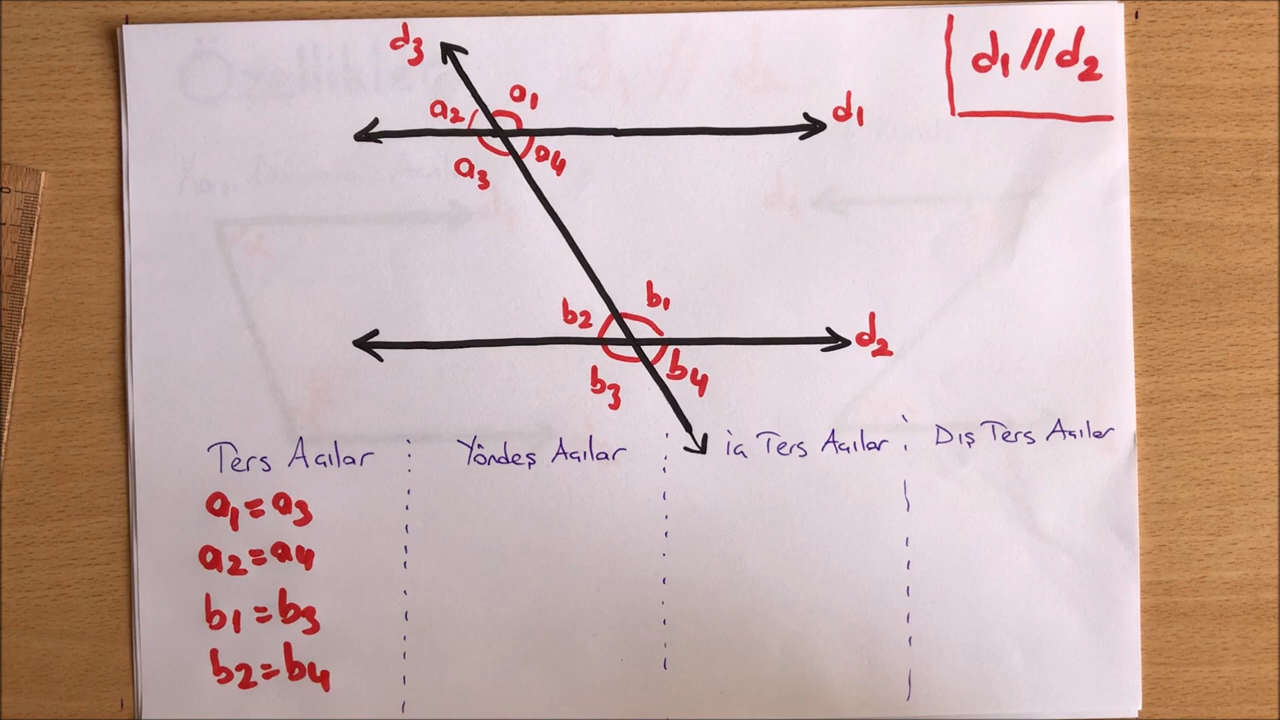 d3
d1 // d2
a1
a2
d1
a3
a4
b1
b2
d2
b3
b4
Ters Açılar
Yöndeş Açılar
iç Ters Açılar
Dış Ters Açılar
a1 = a3
a2 = a4
b1 = b3
b2 = b4